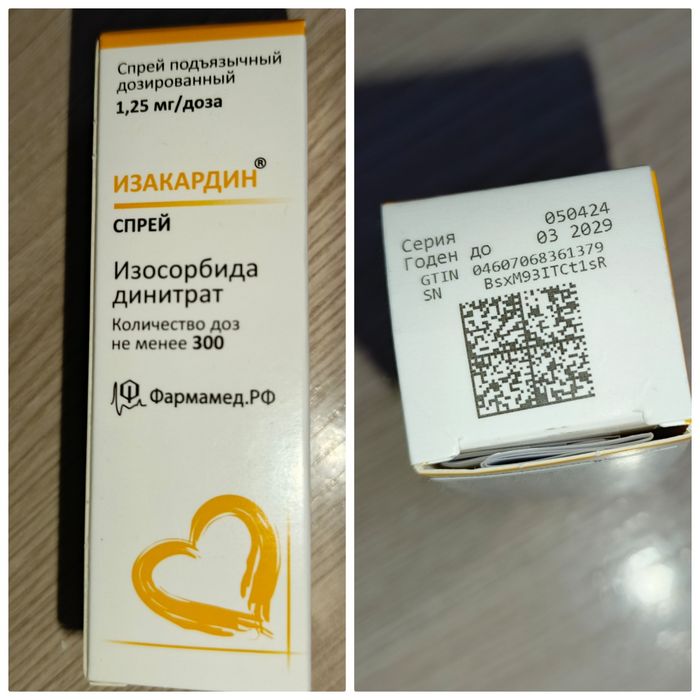 Спрей подъязычный
дозированный
1,25 мг/доза
ИЗАКАРДИН®
СПРЕЙ
Изосорбида
динитрат
Количество доз
не менее 300
Фармамед.РФ
Серия 050424
Годен до 03 2029
GTIN 04607068361379
SN BsxM93ITCt1sR